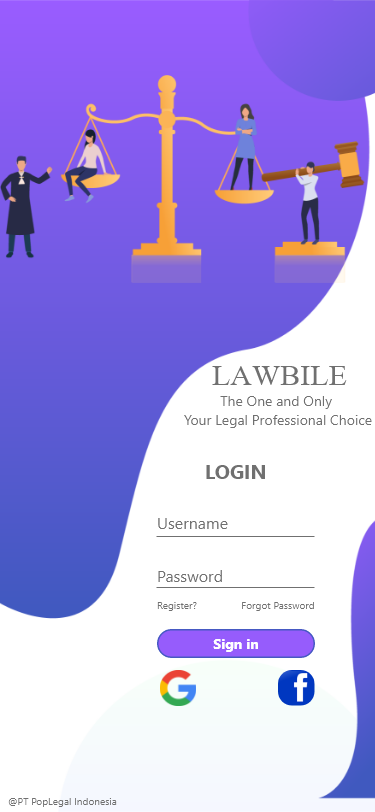 LAWBILE
The One and Only
Your Legal Professional Choice
LOGIN
Username
Password
Register? Forgot Password
Sign in
@PT PopLegal Indonesia